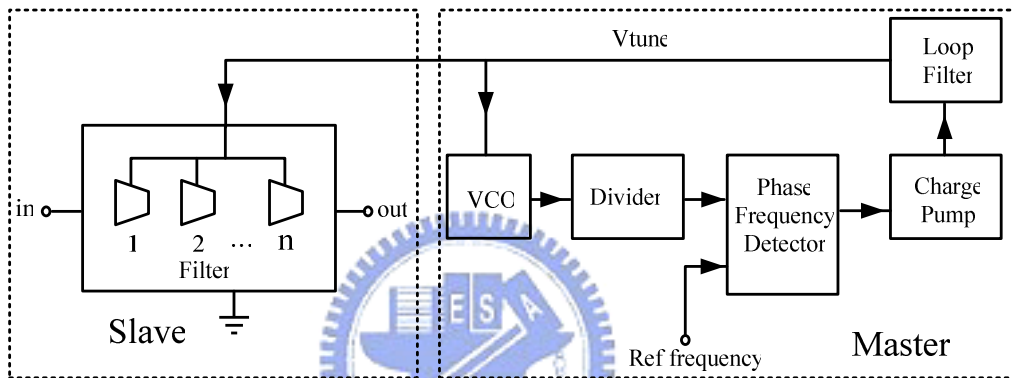 Vtune
Loop
Filter
in
1 2 ... n
Filter
out
VCO
Divider
Phase
Frequency
Detector
Charge
Pump
Slave
Ref frequency
Master
E S A